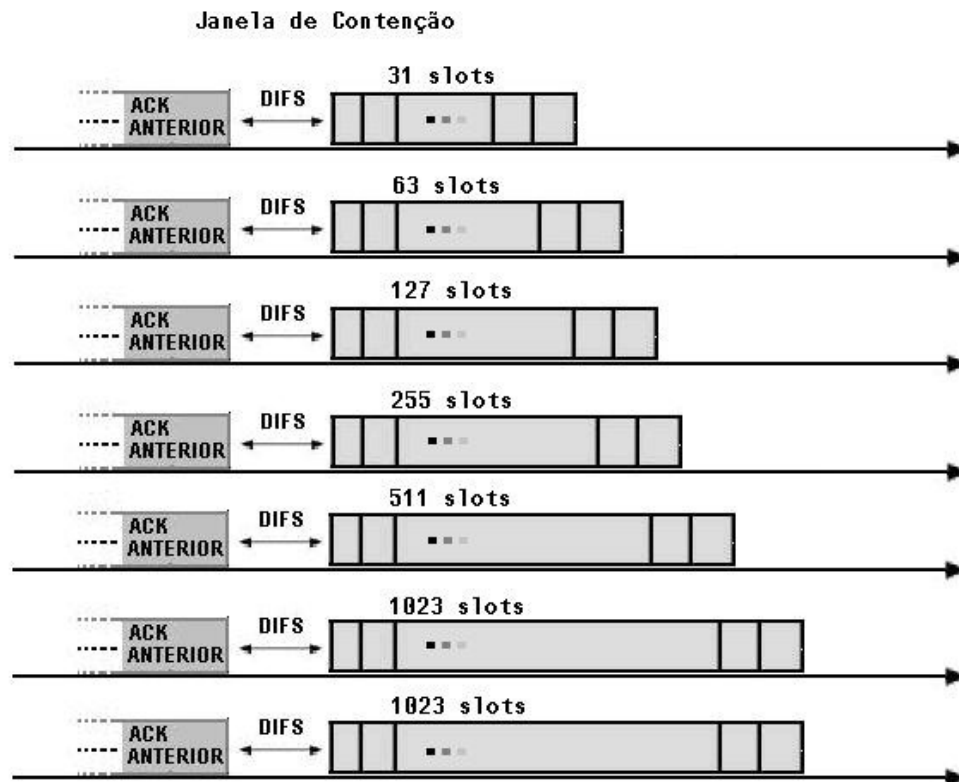 Janela de Contenção
31 slots
ACK
ANTERIOR
DIFS
63 slots
ACK
ANTERIOR
DIFS
127 slots
ACK
ANTERIOR
DIFS
255 slots
ACK
ANTERIOR
DIFS
511 slots
ACK
ANTERIOR
DIFS
1023 slots
ACK
ANTERIOR
DIFS
1023 slots
ACK
ANTERIOR
DIFS